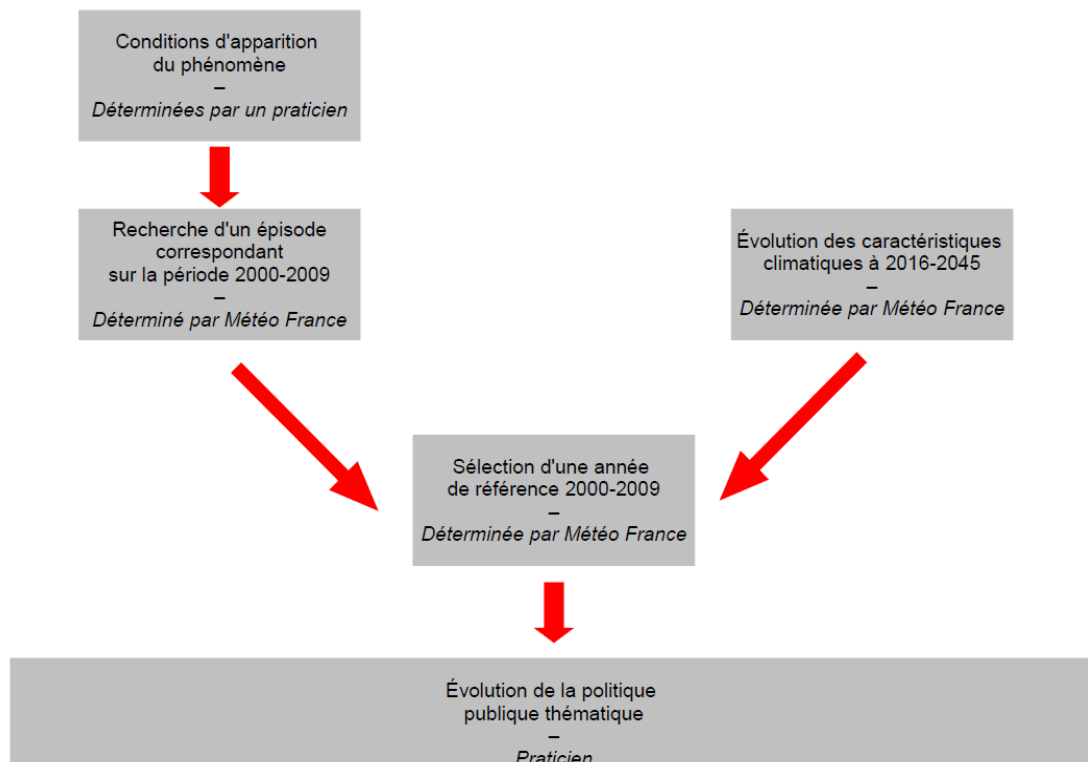 Conditions d'apparition
du phénomène
–
Déterminées par un praticien
Recherche d'un épisode
correspondant
sur la période 2000-2009
–
Déterminé par Météo France
Évolution des caractéristiques
climatiques à 2016-2045
–
Déterminée par Météo France
Sélection d'une année
de référence 2000-2009
–
Déterminée par Météo France
Évolution de la politique
publique thématique
–
Praticien